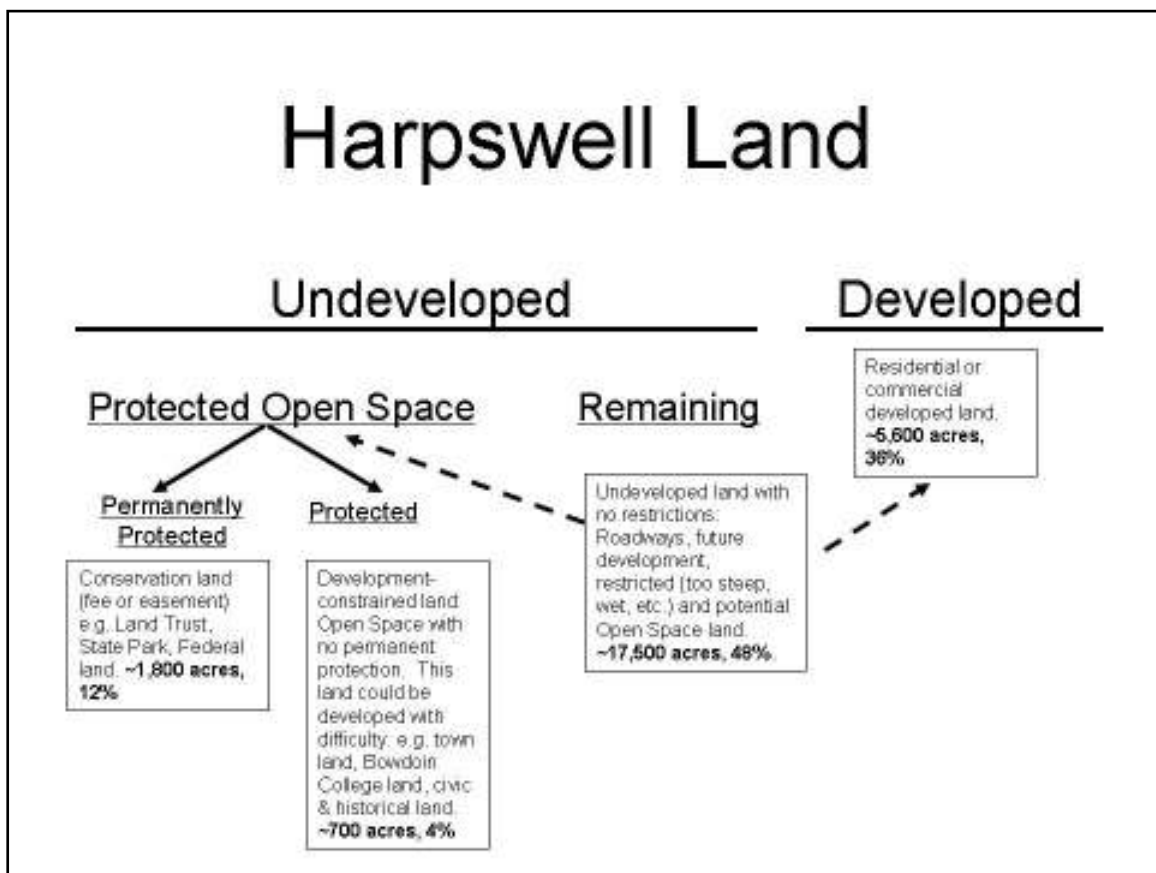 Harpswell Land
Undeveloped
Developed
Protected Open Space
Remaining
Residential or
commercial
developed land.
~5,600 acres,
36%
Permanently
Protected
Protected
Undeveloped land with
no restrictions:
Roadways, future
development,
restricted (too steep,
wet, etc.) and potential
Open Space land.
~17,500 acres, 48%.
Conservation land
(fee or easement)
e.g. Land Trust,
State Park, Federal
land. ~1,800 acres,
12%
Development-
constrained land
Open Space with
no permanent
protection. This
land could be
developed with
difficulty. e.g. town
land, Bowdoin
College land, civic
& historical land.
~700 acres, 4%